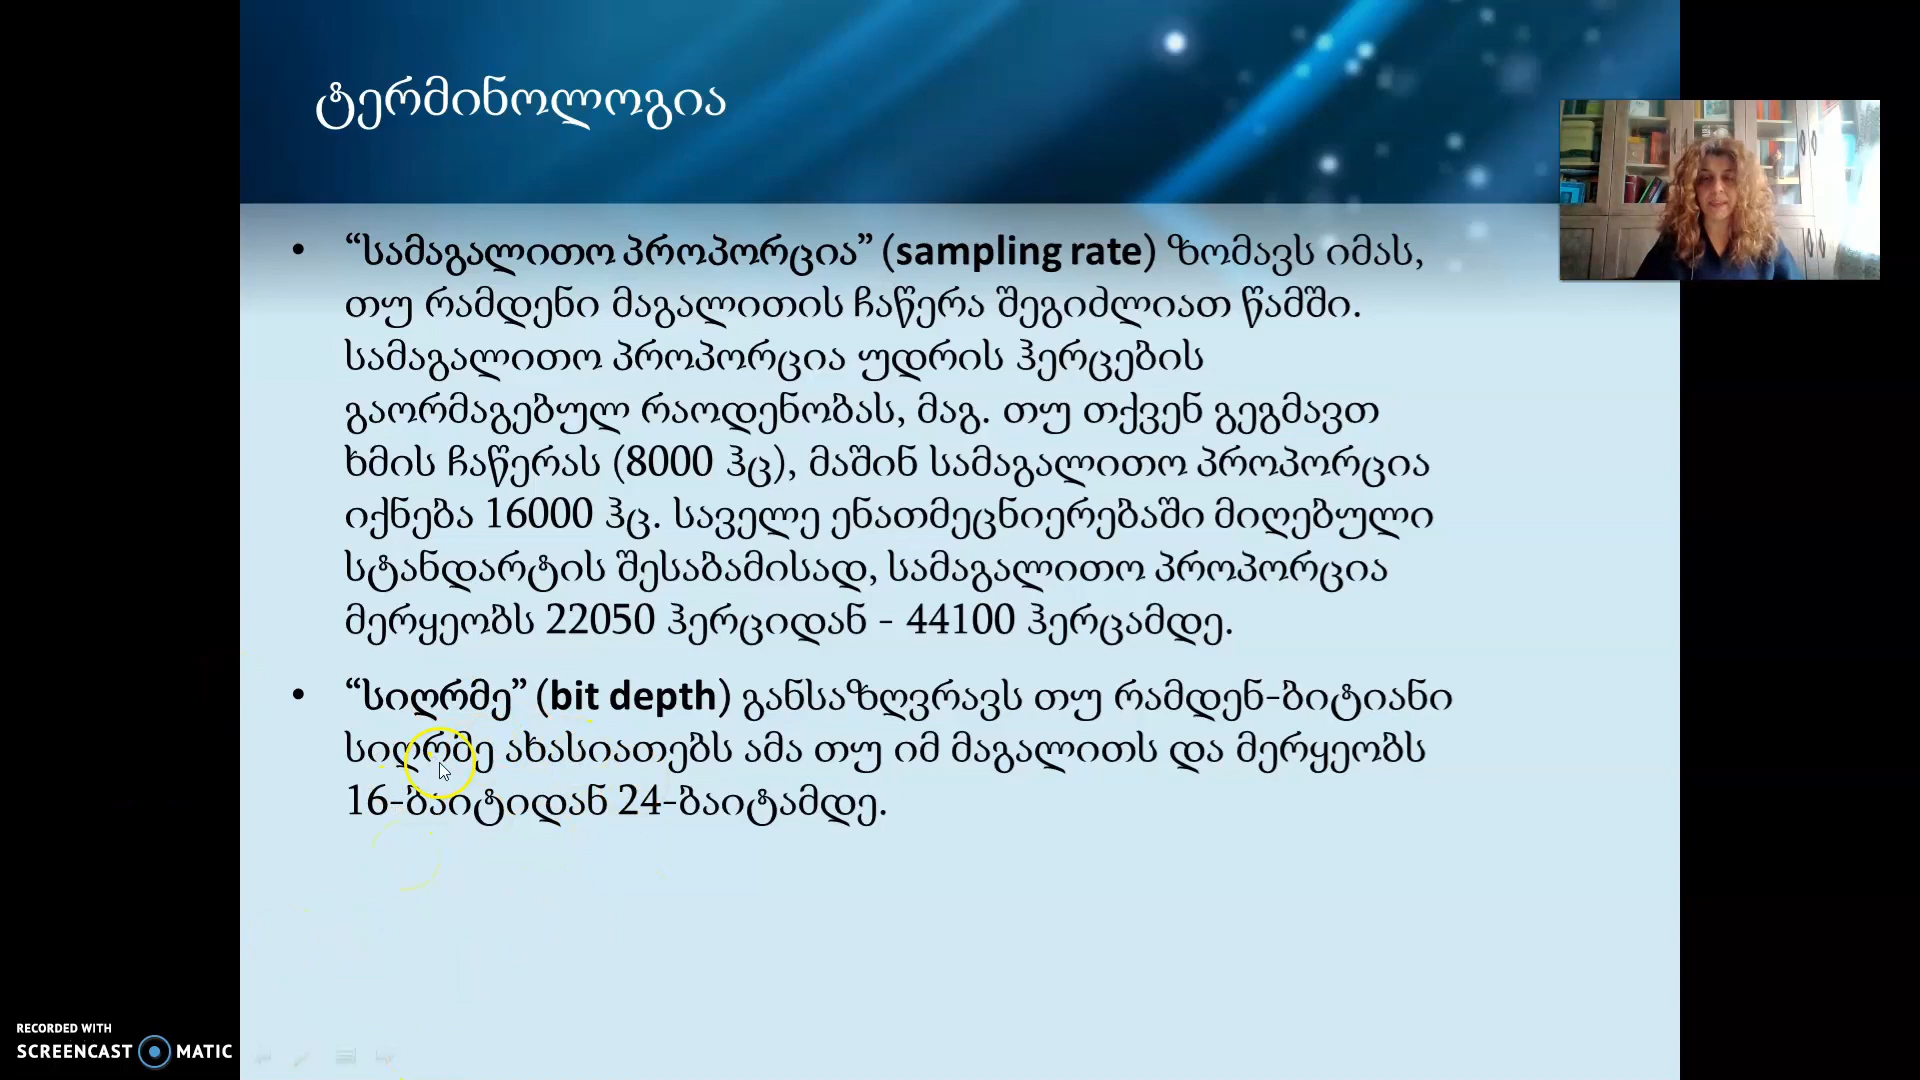 ტერმინოლოგია
• “სამაგალითო პროპორცია” (sampling rate) ზომავს იმას,
თუ რამდენი მაგალითის ჩაწერა შეგიძლიათ წამში.
სამაგალითო პროპორცია უდრის ჰერცების
გაორმაგებულ რაოდენობას, მაგ. თუ თქვენ გეგმავთ
ხმის ჩაწერას (8000 ჰც), მაშინ სამაგალითო პროპორცია
იქნება 16000 ჰც. საველე ენათმეცნიერებაში მიღებული
სტანდარტის შესაბამისად, სამაგალითო პროპორცია
მერყეობს 22050 ჰერციდან - 44100 ჰერცამდე.
• “სიღრმე” (bit depth) განსაზღვრავს თუ რამდენ-ბიტიანი
სიღრმე ახასიათებს ამა თუ იმ მაგალითს და მერყეობს
16-ბაიტიდან 24-ბაიტამდე.
RECORDED WITH
SCREENCAST MATIC